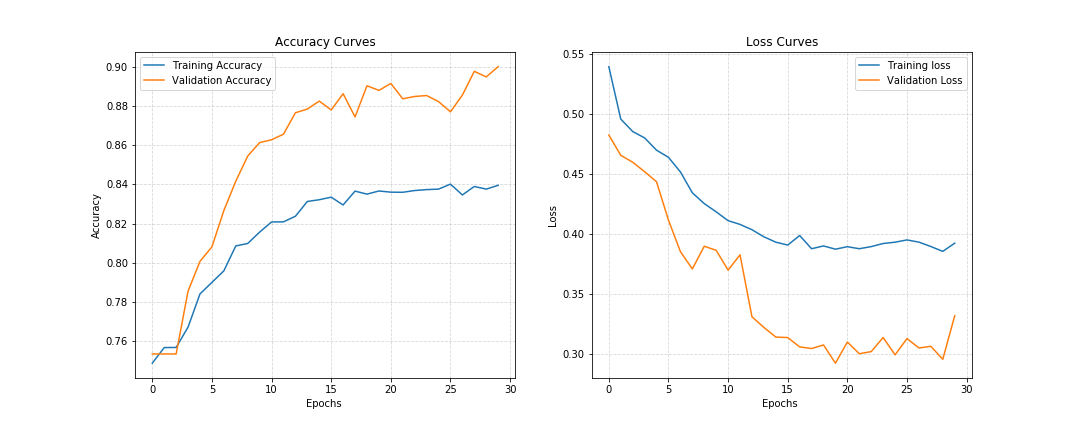 Accuracy Curves
Training Accuracy
Validation Accuracy
0.90
0.88
0.86
0.84
0.82
0.80
0.78
0.76
Accuracy
0 5 10 15 20 25 30
Epochs
Loss Curves
Training loss
Validation Loss
0.55
0.50
0.45
0.40
0.35
0.30
Loss
0 5 10 15 20 25 30
Epochs